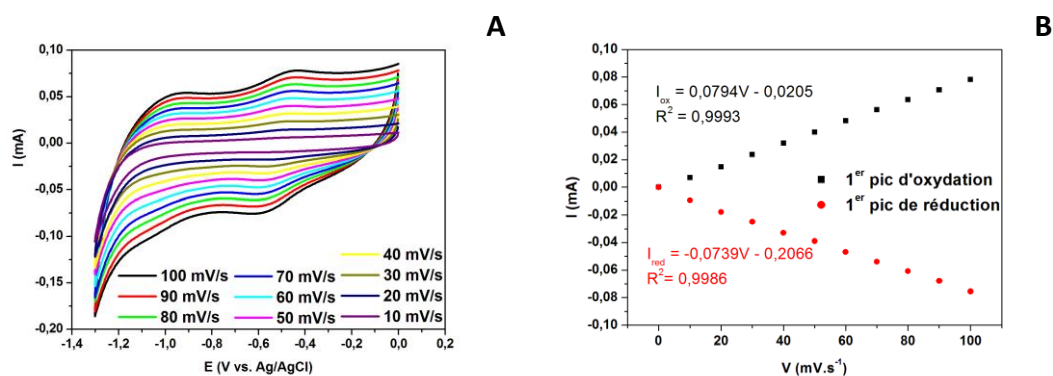 A
I (mA)
0,10
0,05
0,00
-0,05
-0,10
-0,15
-0,20
100 mV/s
90 mV/s
80 mV/s
70 mV/s
60 mV/s
50 mV/s
40 mV/s
30 mV/s
20 mV/s
10 mV/s
-1,4 -1,2 -1,0 -0,8 -0,6 -0,4 -0,2 0,0 0,2
E (V vs. Ag/AgCl)
B
I (mA)
0,10
0,08
0,06
0,04
0,02
0,00
-0,02
-0,04
-0,06
-0,08
-0,10
Iox = 0,0794V - 0,0205
R² = 0,9993
1er pic d'oxydation
1er pic de réduction
Ired = -0,0739V - 0,2066
R²= 0,9986
0 20 40 60 80 100
V (mV.s⁻¹)